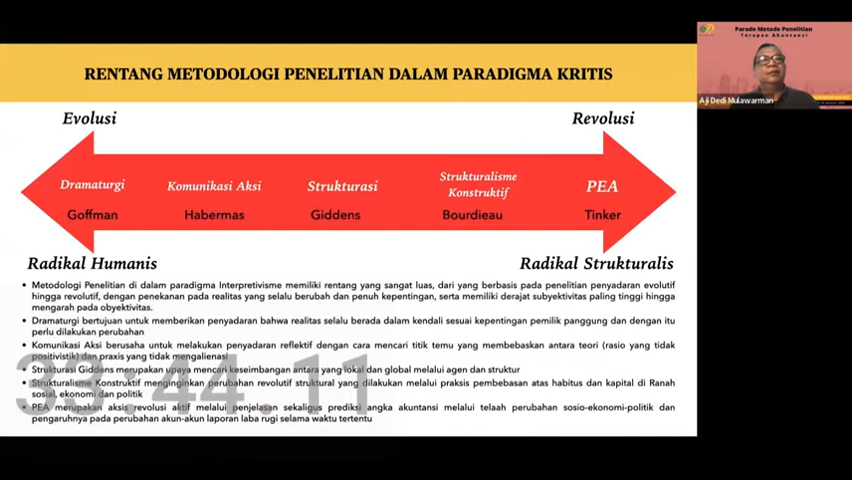 RENTANG METODOLOGI PENELITIAN DALAM PARADIGMA KRITIS
Parade Metode Penelitian
Terapan Akuntansi
Aji Dedi Mulawarman
Evolusi
Revolusi
Dramaturgi
Komunikasi Aksi
Strukturasi
Strukturalisme
Konstruktif
PEA
Goffman
Habermas
Giddens
Bourdieau
Tinker
Radikal Humanis
Radikal Strukturalis
• Metodologi Penelitian di dalam paradigma Interpretivisme memiliki rentang yang sangat luas, dari yang berbasis pada penelitian penyadaran evolutif
hingga revolutif, dengan penekanan pada realitas yang selalu berubah dan penuh kepentingan, serta memiliki derajat subyektivitas paling tinggi hingga
mengarah pada obyektivitas.
• Dramaturgi bertujuan untuk memberikan penyadaran bahwa realitas selalu berada dalam kendali sesuai kepentingan pemilik panggung dan dengan itu
perlu dilakukan perubahan
• Komunikasi Aksi berusaha untuk melakukan penyadaran reflektif dengan cara mencari titik temu yang membebaskan antara teori (rasio yang tidak
positivistik) dan praxis yang tidak mengalienasi
• Strukturasi Giddens merupakan upaya mencari keseimbangan antara yang lokal dan global melalui agen dan struktur
• Strukturalisme Konstruktif menginginkan perubahan revolutif struktural yang dilakukan melalui praksis pembebasan atas habitus dan kapital di Ranah
sosial, ekonomi dan politik
• PEA merupakan aksis revolusi aktif melalui penjelasan sekaligus prediksi angka akuntansi melalui telaah perubahan sosio-ekonomi-politik dan
pengaruhnya pada perubahan akun-akun laporan laba rugi selama waktu tertentu
33:44.11